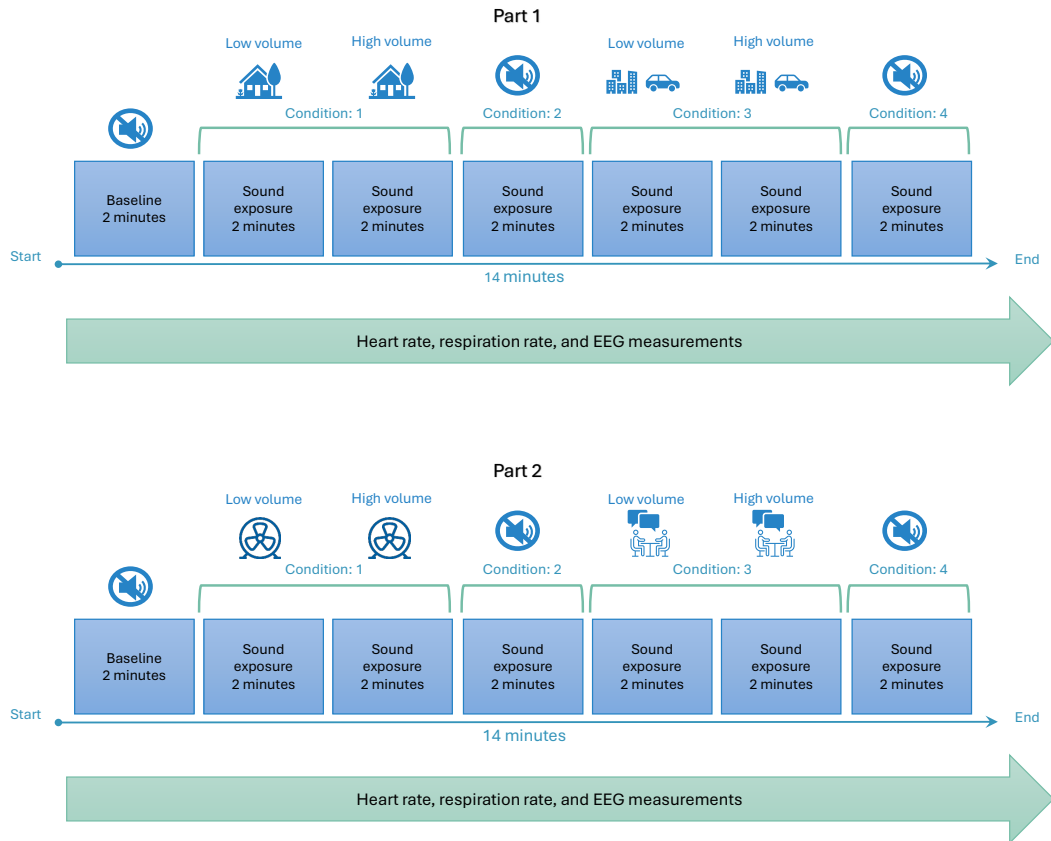 Part 1
Low volume
High volume
Low volume
High volume
Condition: 1
Condition: 2
Condition: 3
Condition: 4
Baseline
2 minutes
Sound
exposure
2 minutes
Sound
exposure
2 minutes
Sound
exposure
2 minutes
Sound
exposure
2 minutes
Sound
exposure
2 minutes
Sound
exposure
2 minutes
Start
End
14 minutes
Heart rate, respiration rate, and EEG measurements
Part 2
Low volume
High volume
Low volume
High volume
Condition: 1
Condition: 2
Condition: 3
Condition: 4
Baseline
2 minutes
Sound
exposure
2 minutes
Sound
exposure
2 minutes
Sound
exposure
2 minutes
Sound
exposure
2 minutes
Sound
exposure
2 minutes
Sound
exposure
2 minutes
Start
End
14 minutes
Heart rate, respiration rate, and EEG measurements